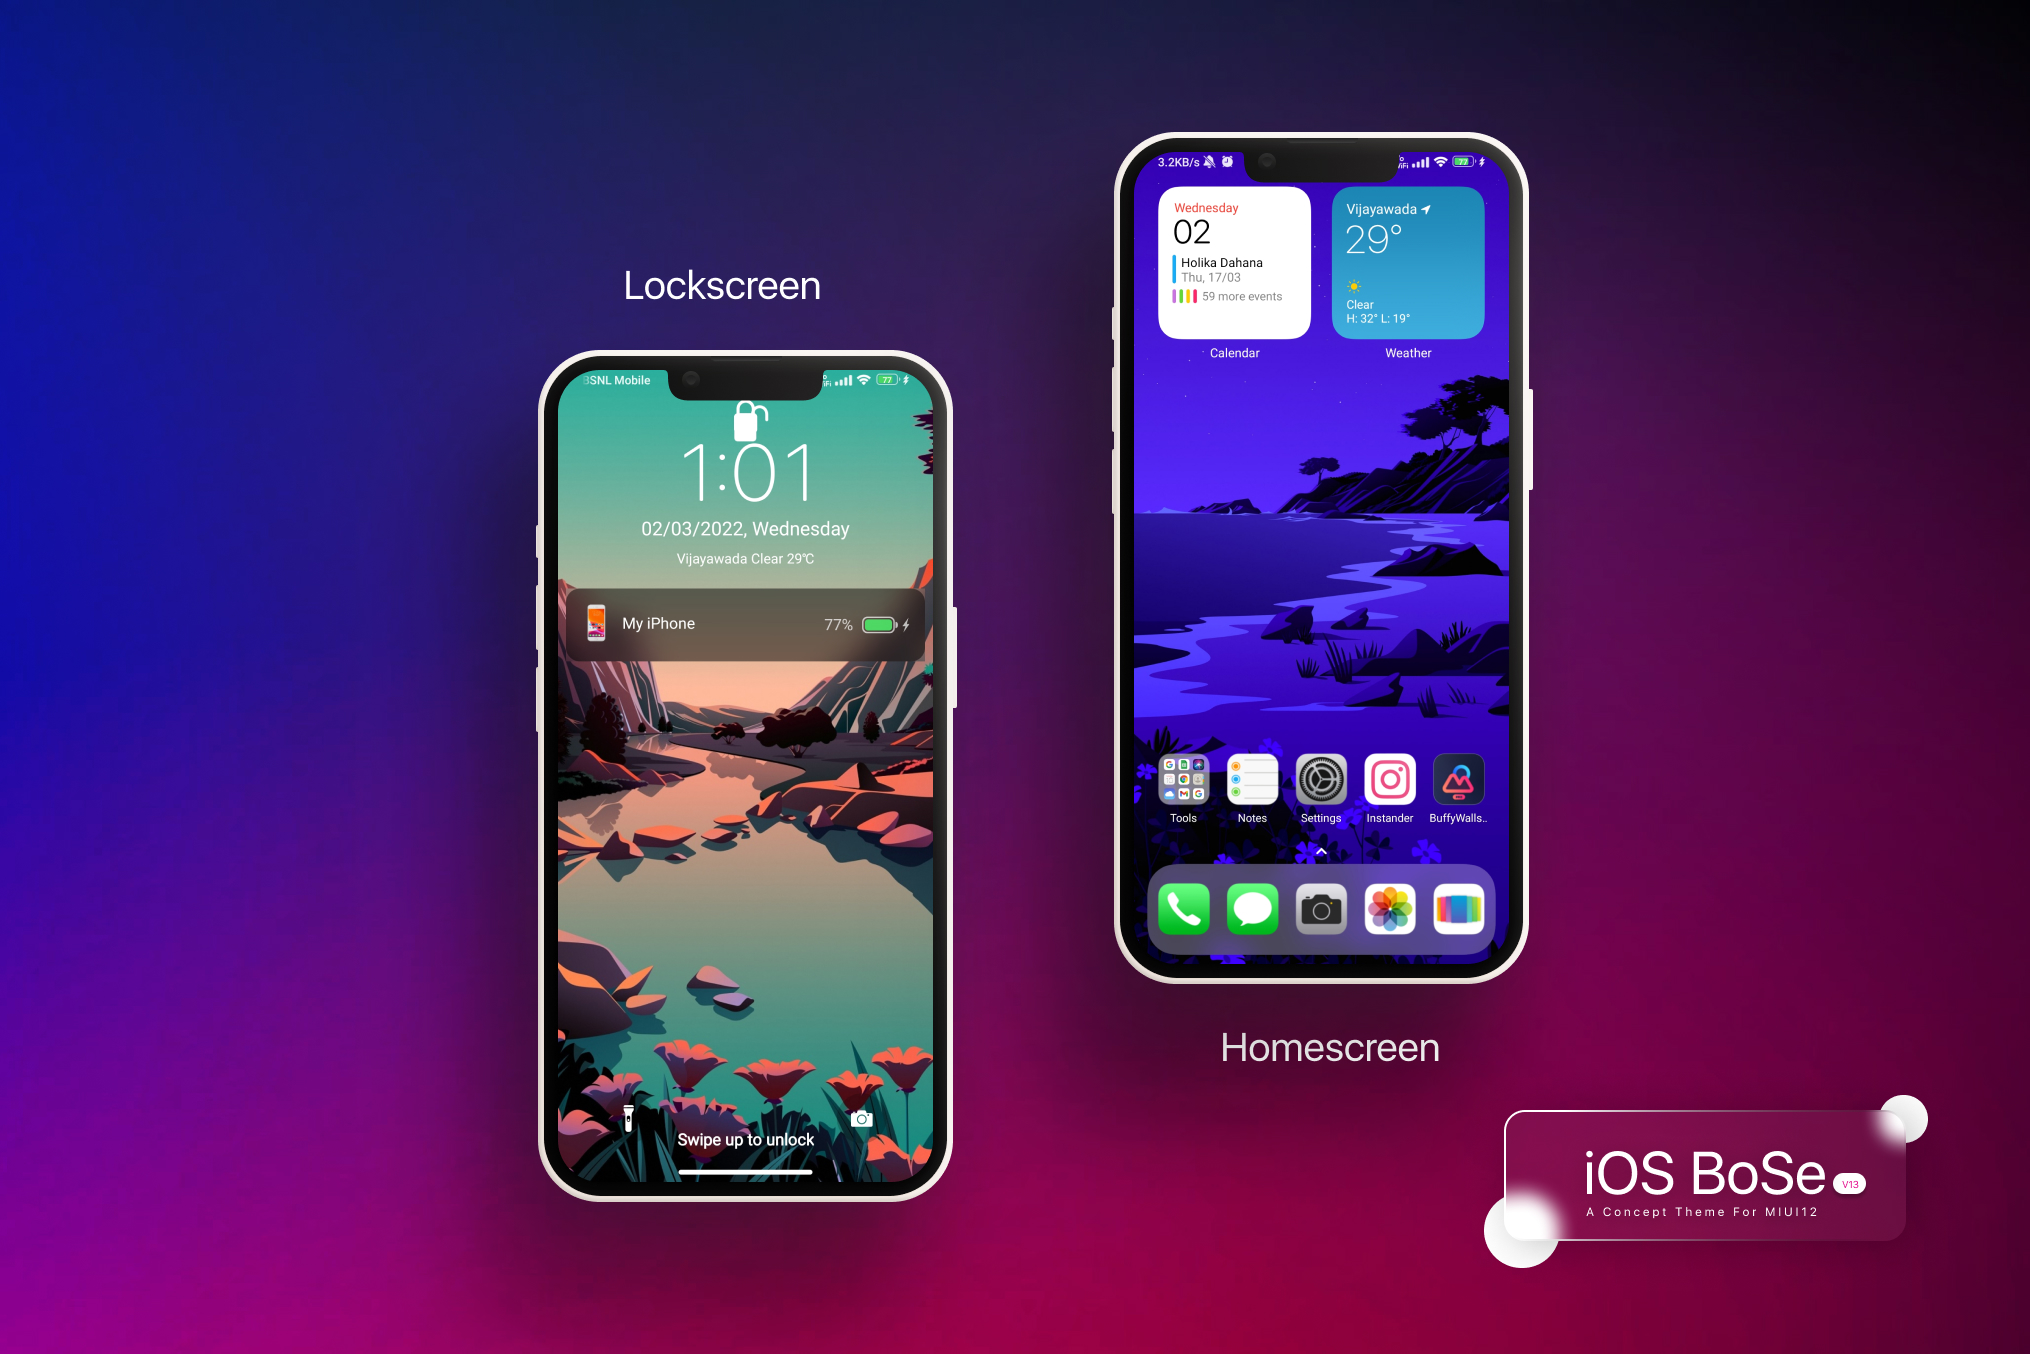 Lockscreen
BSNL Mobile
77
1:01
02/03/2022, Wednesday
Vijayawada Clear 29℃
My iPhone
77%
Swipe up to unlock
3.2KB/s
77
Wednesday
02
Holika Dahana
Thu, 17/03
59 more events
Calendar
Vijayawada
29°
Clear
H: 32° L: 19°
Weather
Tools
Notes
Settings
Instander
BuffyWalls..
Homescreen
iOS BoSe V13
A Concept Theme For MIUI12